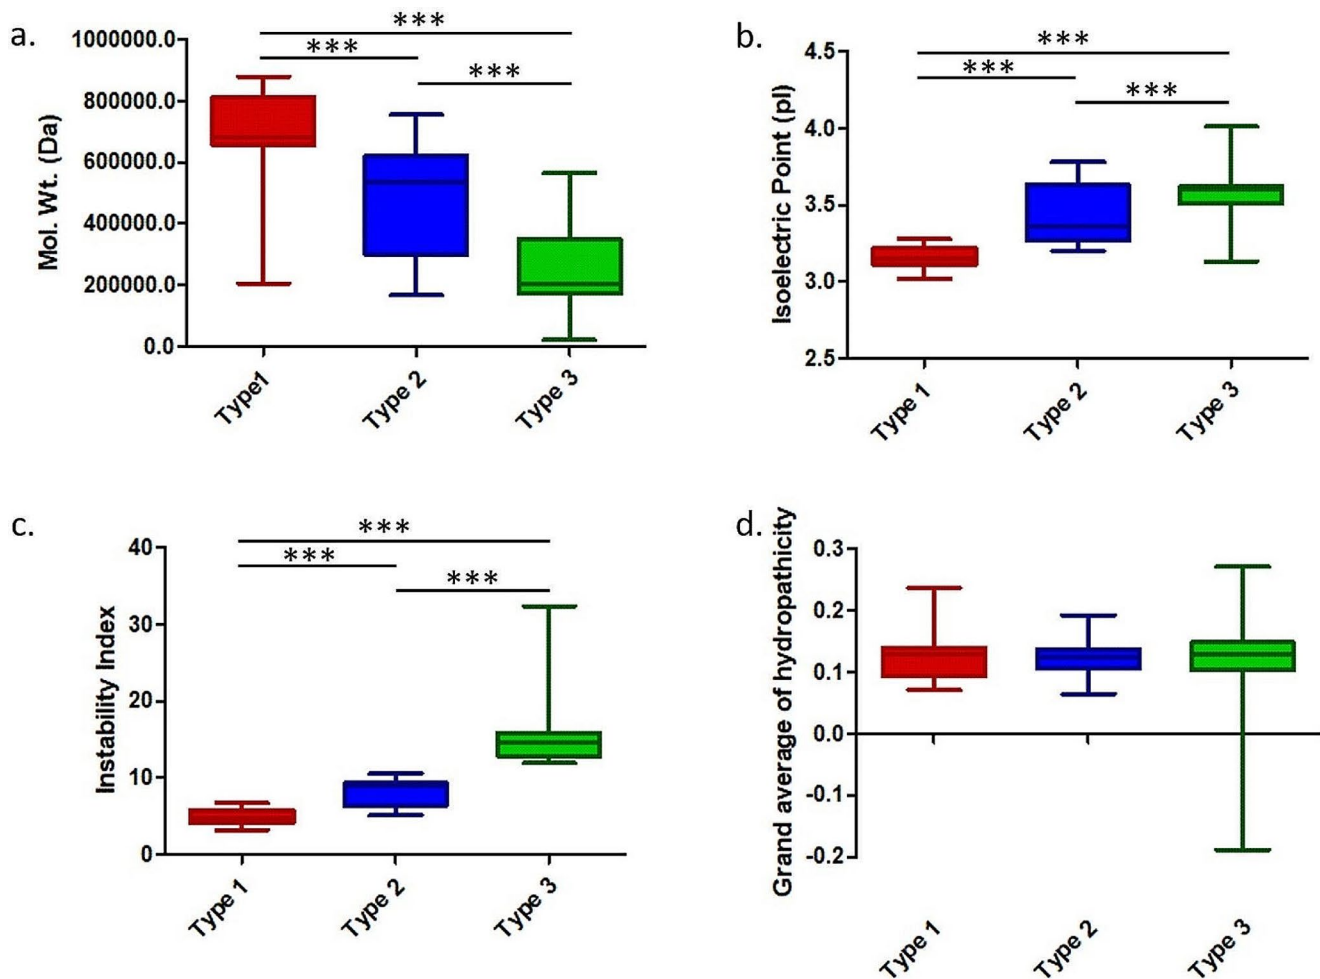 a.
Mol. Wt. (Da)
1000000.0
800000.0
600000.0
400000.0
200000.0
0.0
***
***
***
Type1
Type 2
Type 3
b.
Isoelectric Point (pI)
4.5
4.0
3.5
3.0
2.5
***
***
***
Type 1
Type 2
Type 3
c.
Instability Index
40
30
20
10
0
***
***
***
Type 1
Type 2
Type 3
d.
Grand average of hydropathicity
0.3
0.2
0.1
0.0
-0.1
-0.2
Type 1
Type 2
Type 3